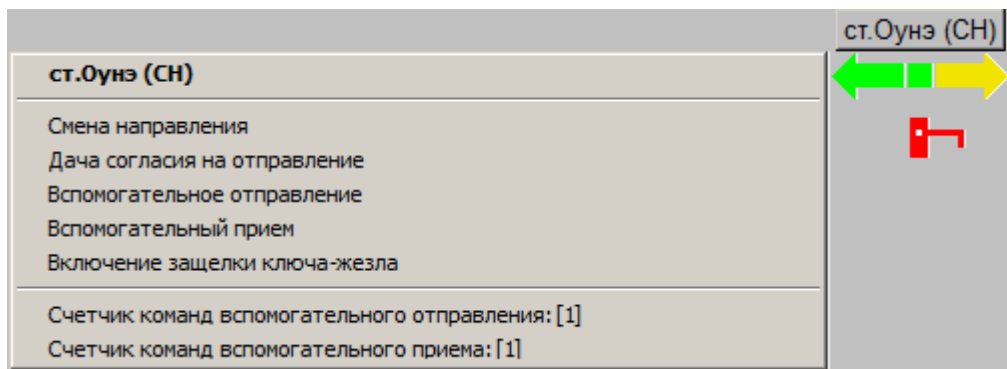 ст.Оунэ (СН)
ст.Оунэ (СН)
Смена направления
Дача согласия на отправление
Вспомогательное отправление
Вспомогательный прием
Включение защелки ключа-жезла
Счетчик команд вспомогательного отправления: [1]
Счетчик команд вспомогательного приема: [1]